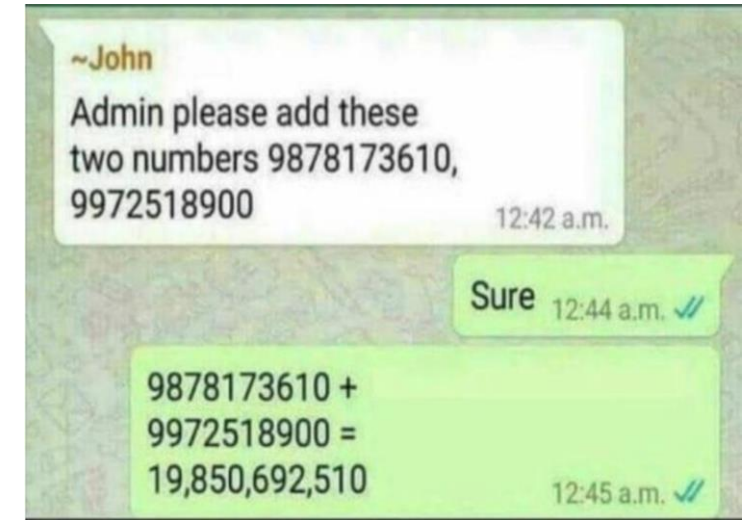 ~John
Admin please add these
two numbers 9878173610,
9972518900
12:42 a.m.
Sure 12:44 a.m.
9878173610 +
9972518900 =
19,850,692,510
12:45 a.m.